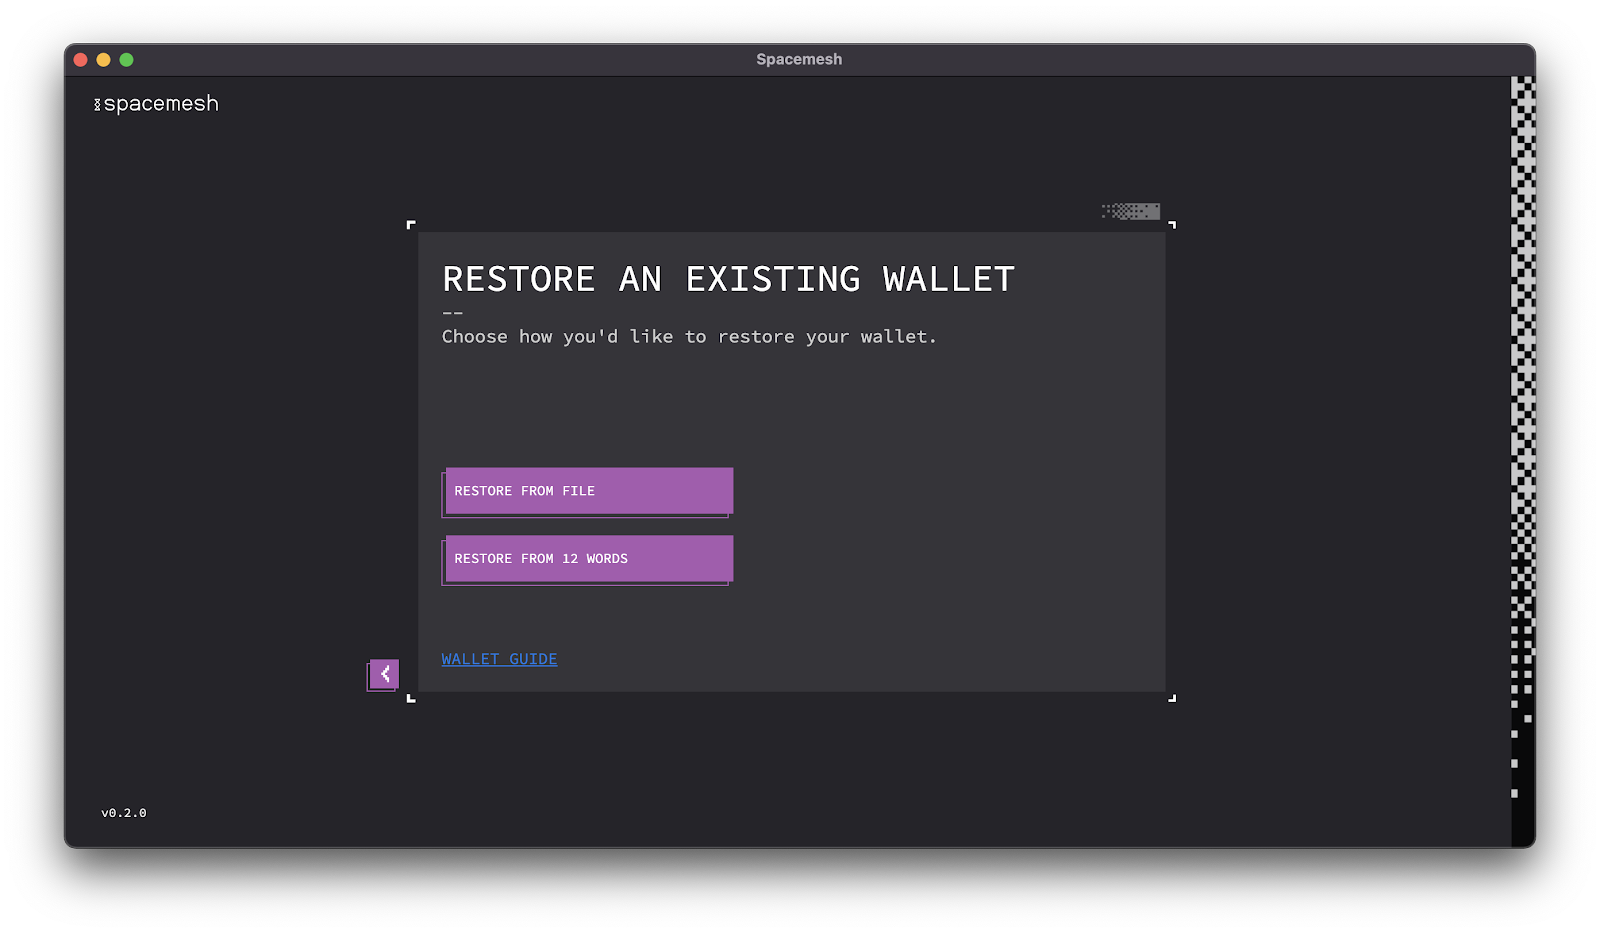 Spacemesh
spacemesh
RESTORE AN EXISTING WALLET
--
Choose how you'd like to restore your wallet.
RESTORE FROM FILE
RESTORE FROM 12 WORDS
WALLET GUIDE
v0.2.0